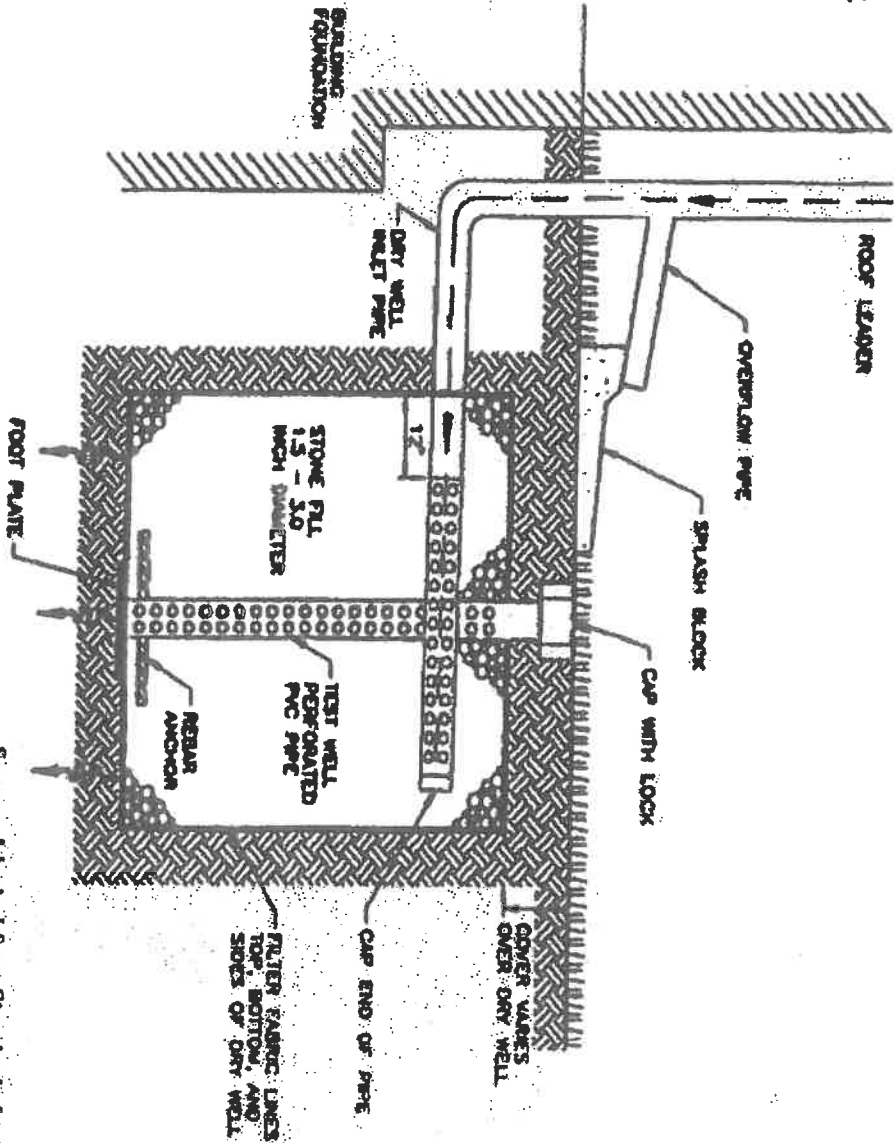 ROOF LEADER
OVERFLOW PIPE
SPLASH BLOCK
CAP WITH LOCK
BUILDING
FOUNDATION
DRY WELL
INLET PIPE
12"
STONE FILL
1.5 - 3.0
INCH DIAMETER
TEST WELL
PERFORATED
PVC PIPE
REBAR
ANCHOR
FOOT PLATE
COVER VARIES
OVER DRY WELL
CAP END OF PIPE
FILTER FABRIC LINES
TOP, BOTTOM, AND
SIDES OF DRY WELL